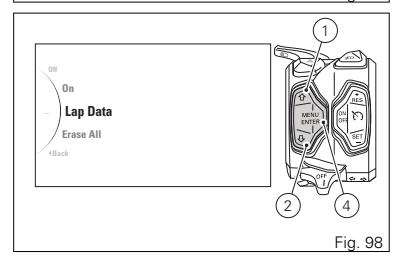 1
Off
On
Lap Data
Erase All
Back
MENU
ENTER
ON
OFF
RES
SET
OFF
2
4
Fig. 98